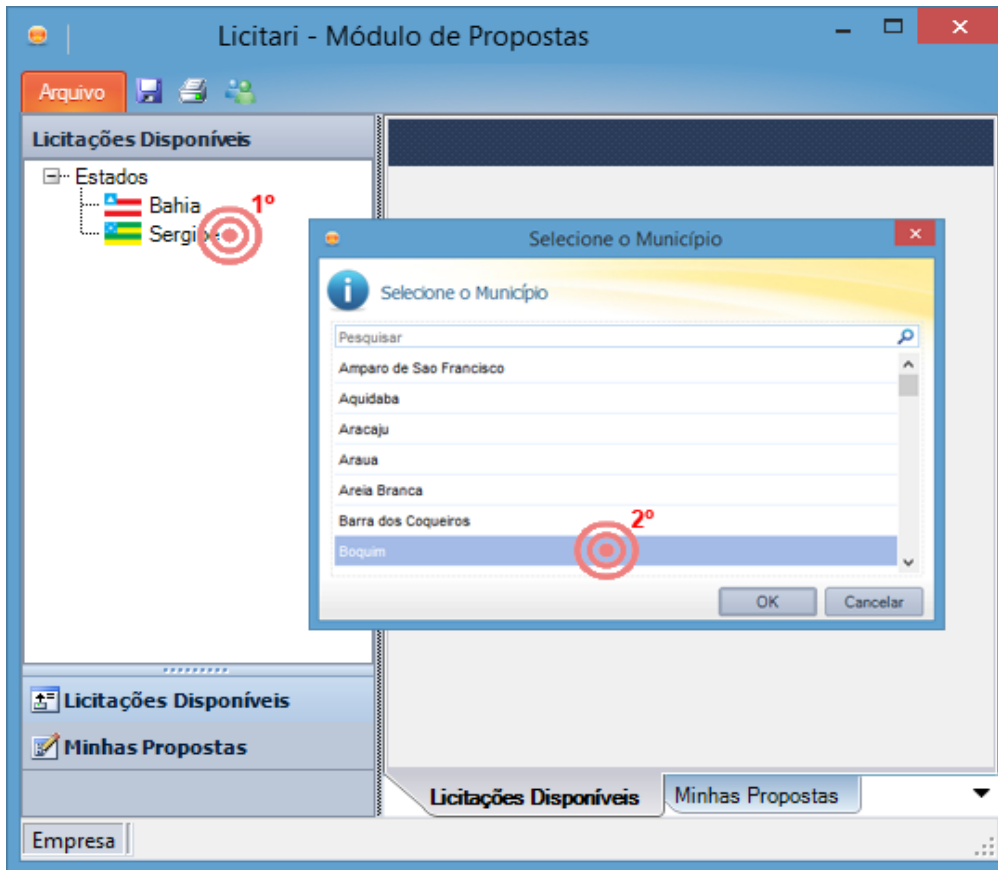 Licitari - Módulo de Propostas
Arquivo
Licitações Disponíveis
Estados
Bahia
1º
Sergipe
Selecione o Município
Selecione o Município
Pesquisar
Amparo de Sao Francisco
Aquidaba
Aracaju
Araua
Areia Branca
Barra dos Coqueiros
2º
Boquim
OK Cancelar
Licitações Disponíveis
Minhas Propostas
Licitações Disponíveis Minhas Propostas
Empresa